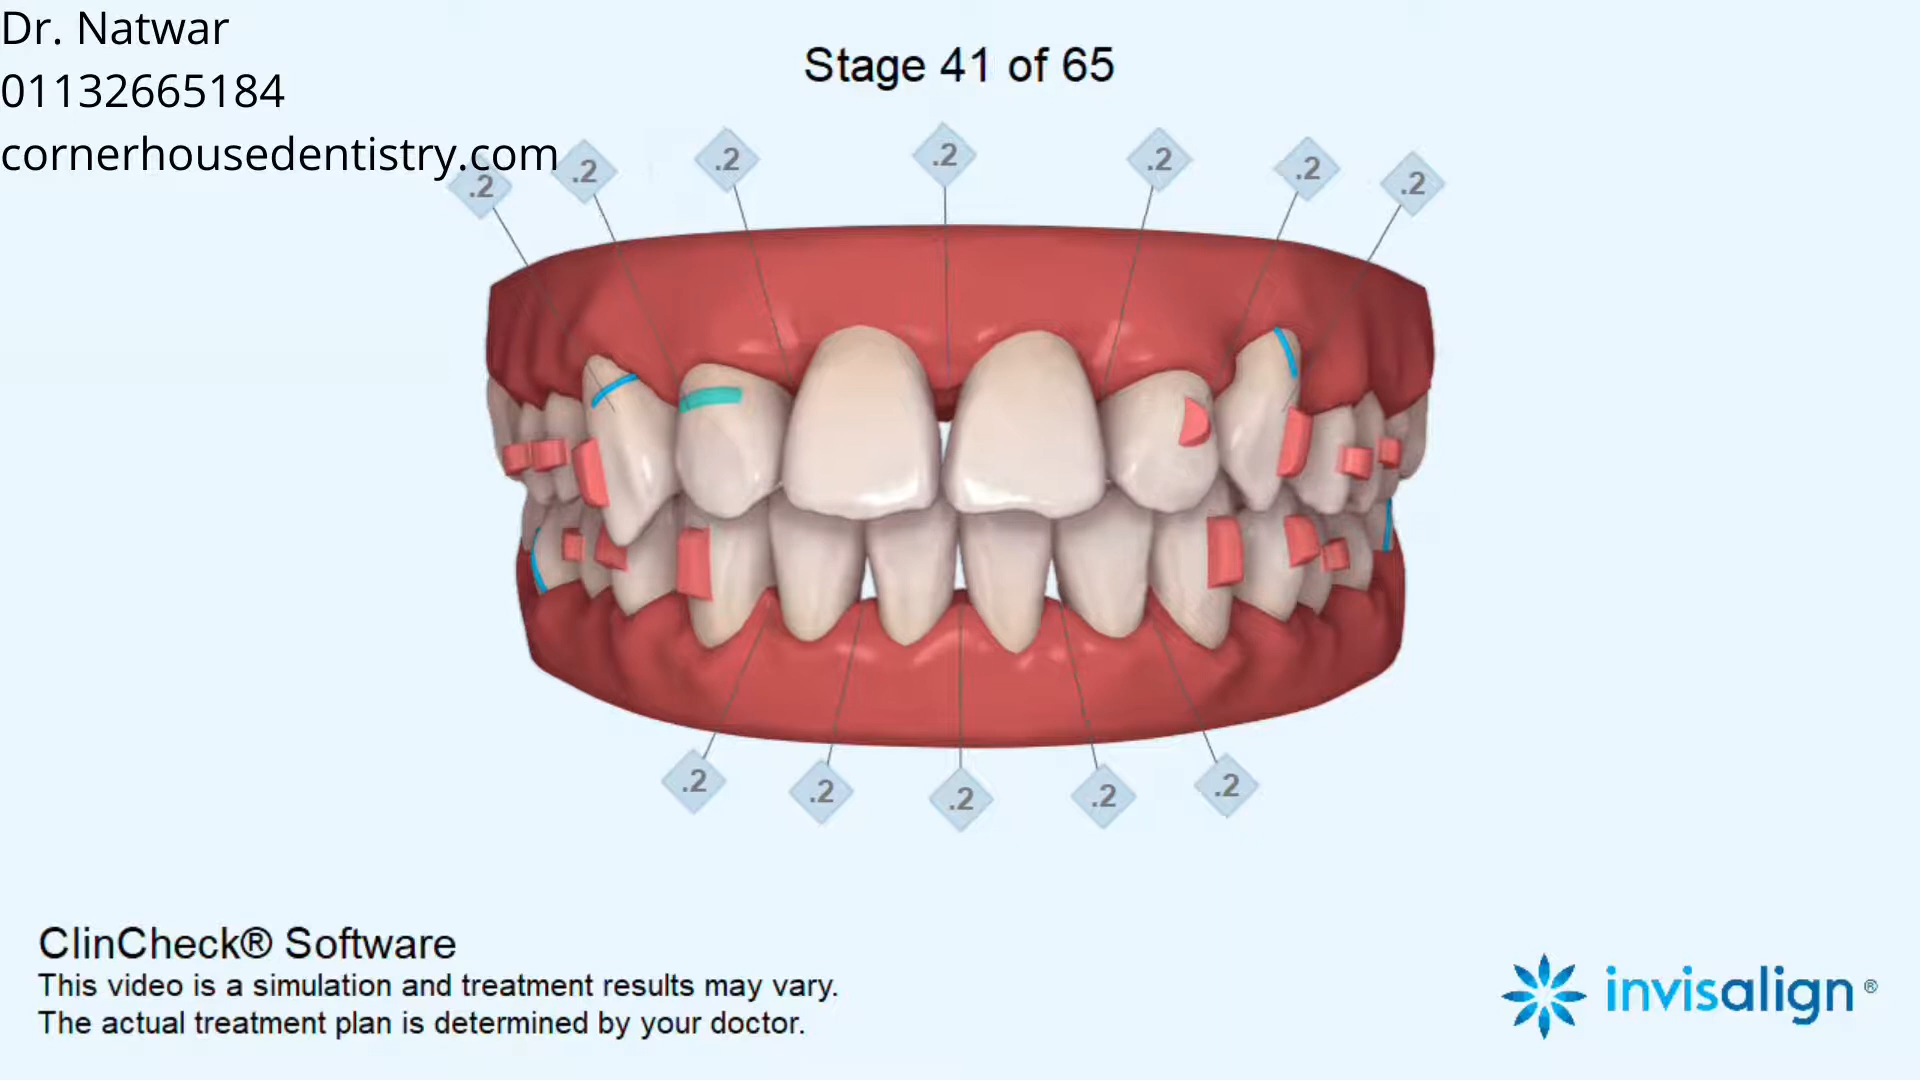 Dr. Natwar
01132665184
cornerhousedentistry.com
Stage 41 of 65
.2 .2 .2 .2 .2 .2 .2
.2 .2 .2 .2 .2
ClinCheck® Software
This video is a simulation and treatment results may vary.
The actual treatment plan is determined by your doctor.
invisalign®